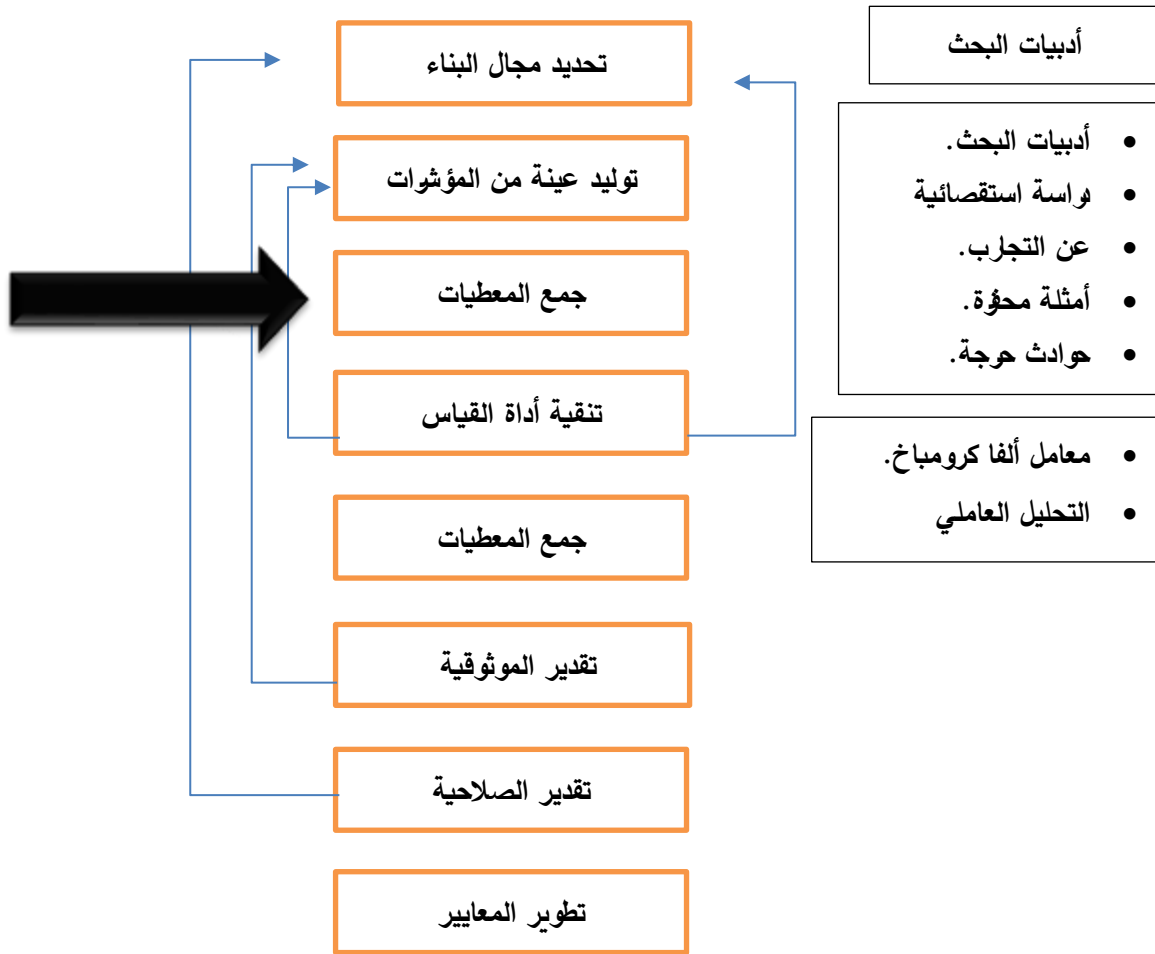 تحديد مجال البناء
أدبيات البحث
توليد عينة من المؤشرات
• أدبيات البحث.
• دراسة استقصائية
• عن التجارب.
• أمثلة محفزة.
• حوادث حرجة.
جمع المعطيات
تنقية أداة القياس
• معامل ألفا كرومباخ.
• التحليل العاملي
جمع المعطيات
تقدير الموثوقية
تقدير الصلاحية
تطوير المعايير